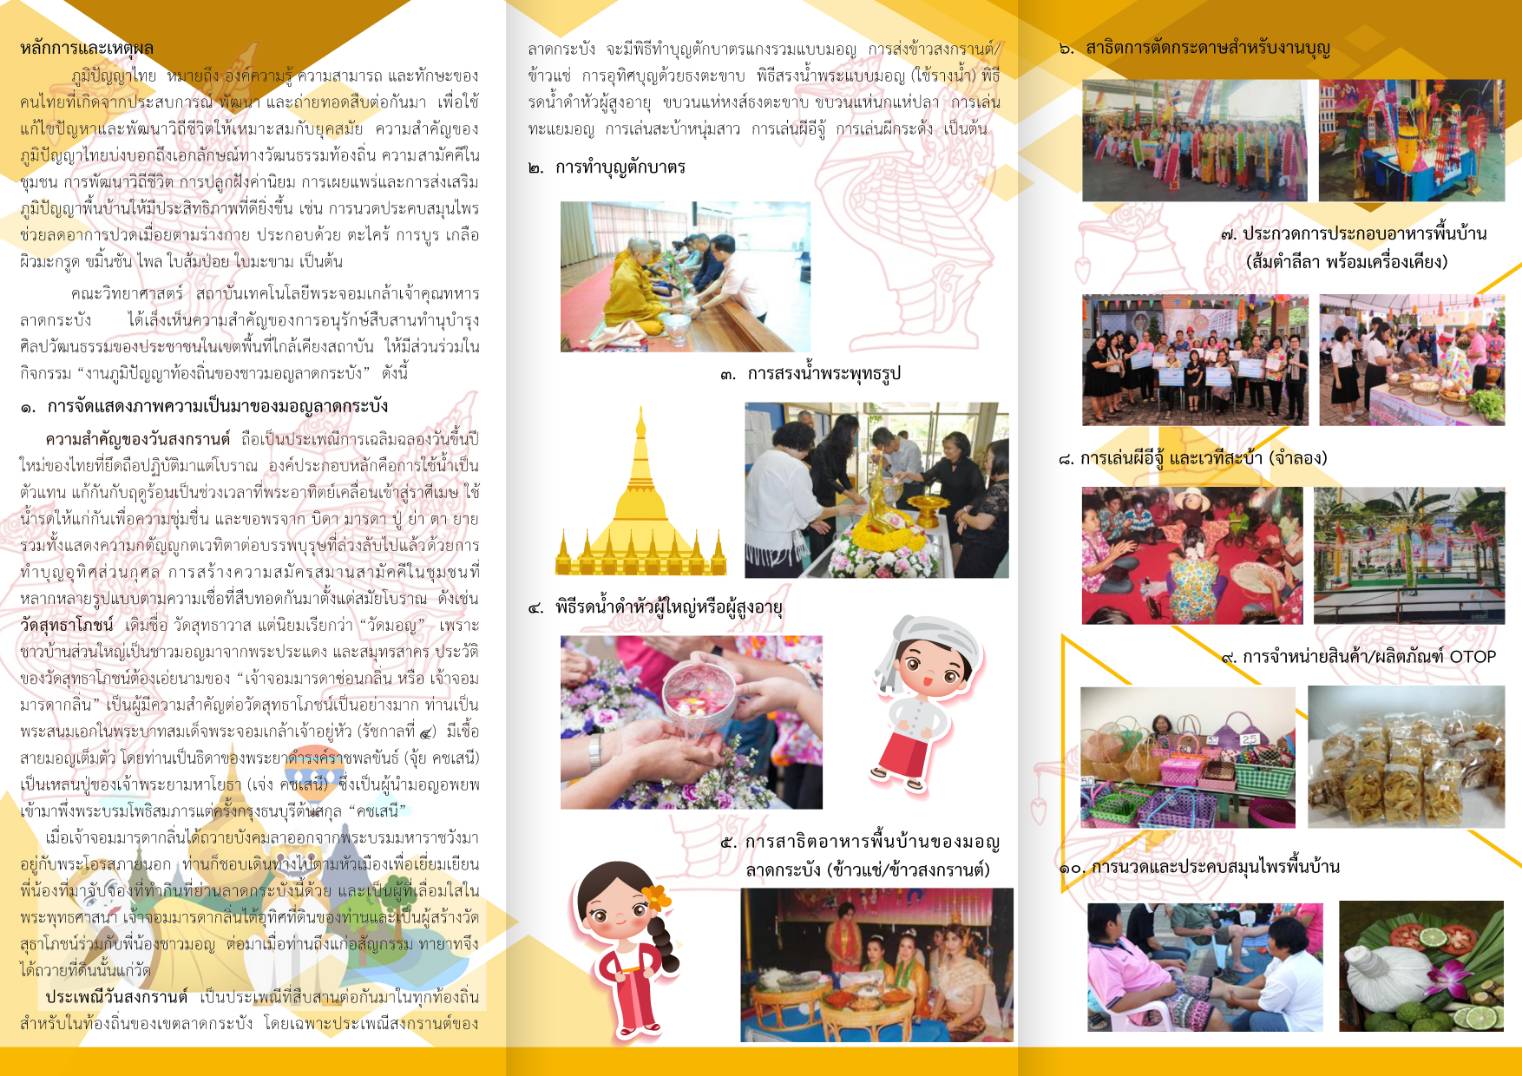 หลักการและเหตุผล
ภูมิปัญญาไทย หมายถึง องค์ความรู้ ความสามารถ และทักษะของ
คนไทยที่เกิดจากประสบการณ์ พัฒนา และถ่ายทอดสืบต่อกันมา เพื่อใช้
แก้ไขปัญหาและพัฒนาวิถีชีวิตให้เหมาะสมกับยุคสมัย ความสำคัญของ
ภูมิปัญญาไทยบ่งบอกถึงเอกลักษณ์ทางวัฒนธรรมท้องถิ่น ความสามัคคีใน
ชุมชน การพัฒนาวิถีชีวิต การปลูกฝังค่านิยม การเผยแพร่และการส่งเสริม
ภูมิปัญญาพื้นบ้านให้มีประสิทธิภาพที่ดียิ่งขึ้น เช่น การนวดประคบสมุนไพร
ช่วยลดอาการปวดเมื่อยตามร่างกาย ประกอบด้วย ตะไคร้ การบูร เกลือ
ผิวมะกรูด ขมิ้นชัน ไพล ใบส้มป่อย ใบมะขาม เป็นต้น
คณะวิทยาศาสตร์ สถาบันเทคโนโลยีพระจอมเกล้าเจ้าคุณทหาร
ลาดกระบัง ได้เล็งเห็นความสำคัญของการอนุรักษ์สืบสานทำนุบำรุง
ศิลปวัฒนธรรมของประชาชนในเขตพื้นที่ใกล้เคียงสถาบัน ให้มีส่วนร่วมใน
กิจกรรม “งานภูมิปัญญาท้องถิ่นของชาวมอญลาดกระบัง” ดังนี้
๑. การจัดแสดงภาพความเป็นมาของมอญลาดกระบัง
ความสำคัญของวันสงกรานต์ ถือเป็นประเพณีการเฉลิมฉลองวันขึ้นปี
ใหม่ของไทยที่ยึดถือปฏิบัติมาแต่โบราณ องค์ประกอบหลักคือการใช้น้ำเป็น
ตัวแทน แก้กันกับฤดูร้อนเป็นช่วงเวลาที่พระอาทิตย์เคลื่อนเข้าสู่ราศีเมษ ใช้
น้ำรดให้แก่กันเพื่อความชุ่มชื่น และขอพรจาก บิดา มารดา ปู่ ย่า ตา ยาย
รวมทั้งแสดงความกตัญญูกตเวทิตาต่อบรรพบุรุษที่ล่วงลับไปแล้วด้วยการ
ทำบุญอุทิศส่วนกุศล การสร้างความสมัครสมานสามัคคีในชุมชนที่
หลากหลายรูปแบบตามความเชื่อที่สืบทอดกันมาตั้งแต่สมัยโบราณ ดังเช่น
วัดสุทธาโภชน์ เดิมชื่อ วัดสุทธาวาส แต่นิยมเรียกว่า “วัดมอญ” เพราะ
ชาวบ้านส่วนใหญ่เป็นชาวมอญมาจากพระประแดง และสมุทรสาคร ประวัติ
ของวัดสุทธาโภชน์ต้องเอ่ยนามของ “เจ้าจอมมารดาซ่อนกลิ่น หรือ เจ้าจอม
มารดากลิ่น” เป็นผู้มีความสำคัญต่อวัดสุทธาโภชน์เป็นอย่างมาก ท่านเป็น
พระสนมเอกในพระบาทสมเด็จพระจอมเกล้าเจ้าอยู่หัว (รัชกาลที่ ๔) มีเชื้อ
สายมอญเต็มตัว โดยท่านเป็นธิดาของพระยาดำรงค์ราชพลขันธ์ (จุ้ย คชเสนี)
เป็นเหลนปู่ของเจ้าพระยามหาโยธา (เจ่ง คชเสนี) ซึ่งเป็นผู้นำมอญอพยพ
เข้ามาพึ่งพระบรมโพธิสมภารแต่ครั้งกรุงธนบุรีต้นสกุล “คชเสนี”
เมื่อเจ้าจอมมารดากลิ่นได้ถวายบังคมลาออกจากพระบรมมหาราชวังมา
อยู่กับพระโอรสภายนอก ท่านก็ชอบเดินทางไปตามหัวเมืองเพื่อเยี่ยมเยียน
พี่น้องที่มาจับจองที่ทำกินที่ย่านลาดกระบังนี้ด้วย และเป็นผู้ที่เลื่อมใสใน
พระพุทธศาสนา เจ้าจอมมารดากลิ่นได้อุทิศที่ดินของท่านและเป็นผู้สร้างวัด
สุธาโภชน์ร่วมกับพี่น้องชาวมอญ ต่อมาเมื่อท่านถึงแก่อสัญกรรม ทายาทจึง
ได้ถวายที่ดินนั้นแก่วัด
ประเพณีวันสงกรานต์ เป็นประเพณีที่สืบสานต่อกันมาในทุกท้องถิ่น
สำหรับในท้องถิ่นของเขตลาดกระบัง โดยเฉพาะประเพณีสงกรานต์ของ
ลาดกระบัง จะมีพิธีทำบุญตักบาตรแกงรวมแบบมอญ การส่งข้าวสงกรานต์/
ข้าวแช่ การอุทิศบุญด้วยธงตะขาบ พิธีสรงน้ำพระแบบมอญ (ใช้รางน้ำ) พิธี
รดน้ำดำหัวผู้สูงอายุ ขบวนแห่หงส์ธงตะขาบ ขบวนแห่นกแห่ปลา การเล่น
ทะแยมอญ การเล่นสะบ้าหนุ่มสาว การเล่นผีอีจู้ การเล่นผีกระด้ง เป็นต้น
๒. การทำบุญตักบาตร
๓. การสรงน้ำพระพุทธรูป
๔. พิธีรดน้ำดำหัวผู้ใหญ่หรือผู้สูงอายุ
๕. การสาธิตอาหารพื้นบ้านของมอญ
ลาดกระบัง (ข้าวแช่/ข้าวสงกรานต์)
๖. สาธิตการตัดกระดาษสำหรับงานบุญ
๗. ประกวดการประกอบอาหารพื้นบ้าน
(ส้มตำลีลา พร้อมเครื่องเคียง)
๘. การเล่นผีอีจู้ และเวทีสะบ้า (จำลอง)
๙. การจำหน่ายสินค้า/ผลิตภัณฑ์ OTOP
๑๐. การนวดและประคบสมุนไพรพื้นบ้าน